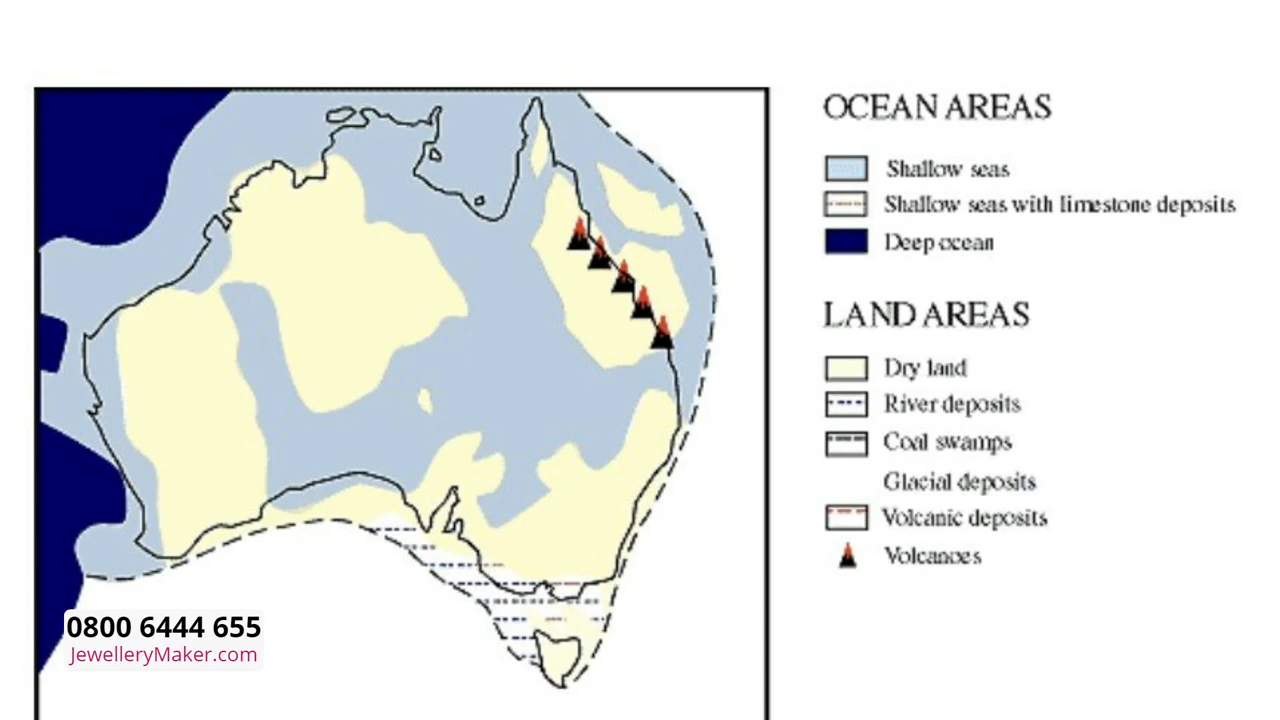 OCEAN AREAS
Shallow seas
Shallow seas with limestone deposits
Deep ocean
LAND AREAS
Dry land
River deposits
Coal swamps
Glacial deposits
Volcanic deposits
Volcanoes
0800 6444 655
JewelleryMaker.com